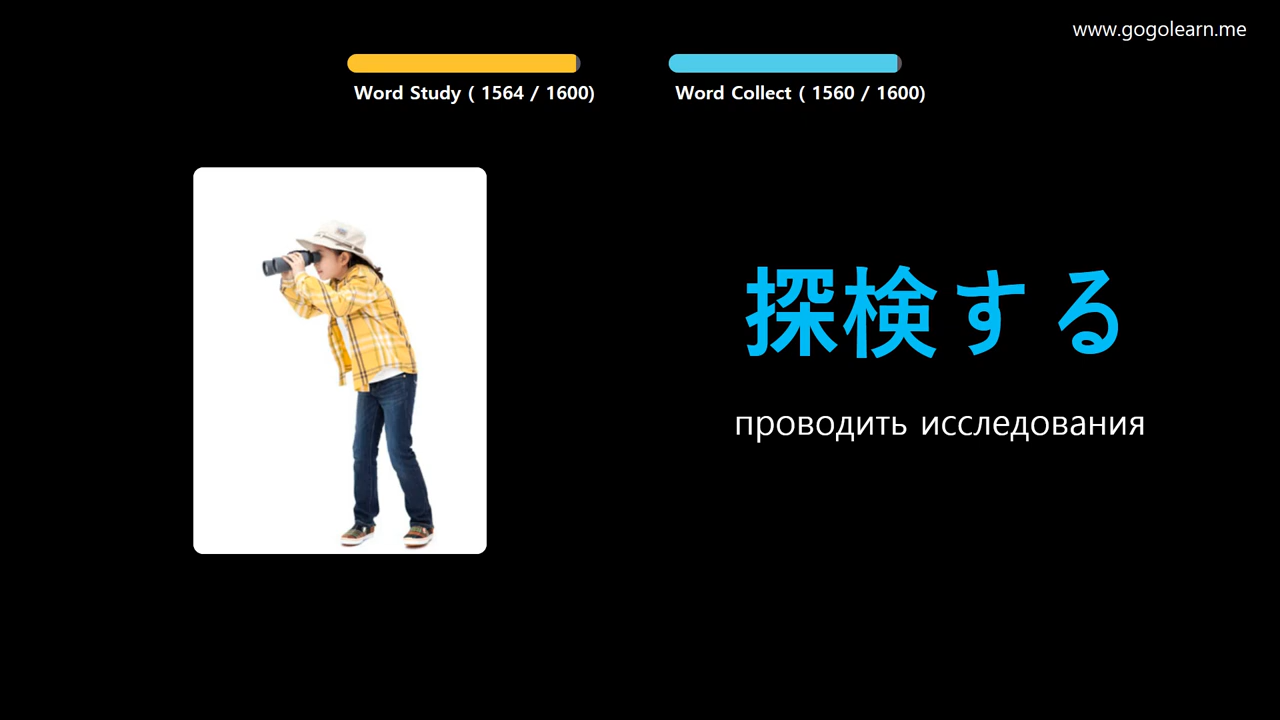 www.gogolearn.me
Word Study ( 1564 / 1600)
Word Collect ( 1560 / 1600)
探検する
проводить исследования